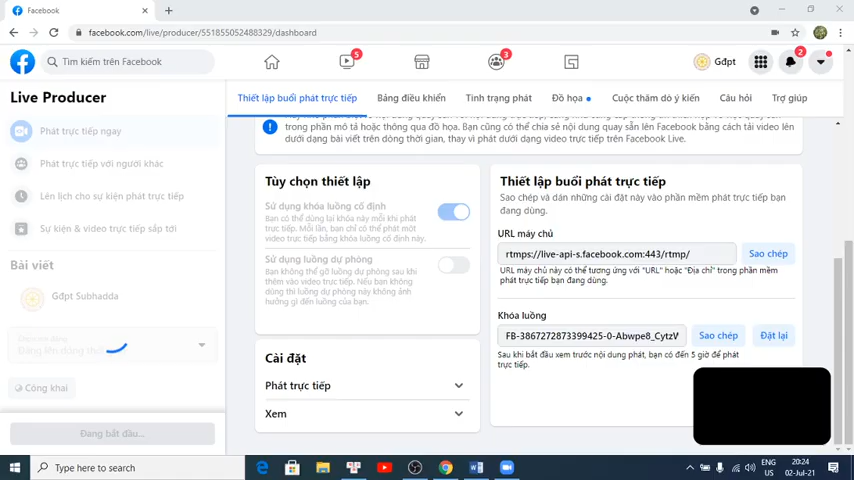 Facebook
facebook.com/live/producer/551855052488329/dashboard
Tìm kiếm trên Facebook
5
3
Gđpt
2
Live Producer
Phát trực tiếp ngay
Phát trực tiếp với người khác
Lên lịch cho sự kiện phát trực tiếp
Sự kiện & video trực tiếp sắp tới
Bài viết
Gđpt Subhadda
Công khai
Đang bắt đầu...
Thiết lập buổi phát trực tiếp
Bảng điều khiển
Tình trạng phát
Đồ họa
Cuộc thăm dò ý kiến
Câu hỏi
Trợ giúp
trong phần mô tả hoặc thông qua đồ họa. Bạn cũng có thể chia sẻ nội dung quay sẵn lên Facebook bằng cách tải video lên
dưới dạng bài viết trên dòng thời gian, thay vì phát dưới dạng video trực tiếp trên Facebook Live.
Tùy chọn thiết lập
Sử dụng khóa luồng cố định
Bạn có thể dùng lại khóa này mỗi khi phát
trực tiếp. Mỗi lần, bạn chỉ có thể phát một
video trực tiếp bằng khóa luồng cố định này.
Sử dụng luồng dự phòng
Bạn không thể gỡ luồng dự phòng sau khi
thêm vào video trực tiếp. Nếu bạn không
dùng thì luồng dự phòng này không ảnh
hưởng gì đến luồng của bạn.
Cài đặt
Phát trực tiếp
Xem
Thiết lập buổi phát trực tiếp
Sao chép và dán những cài đặt này vào phần mềm phát trực tiếp bạn
đang dùng.
URL máy chủ
rtmps://live-api-s.facebook.com:443/rtmp/
Sao chép
URL máy chủ này có thể tương ứng với "URL" hoặc "Địa chỉ" trong phần mềm
phát trực tiếp bạn đang dùng.
Khóa luồng
FB-3867272873399425-0-Abwpe8_CytzV
Sao chép
Đặt lại
Sau khi bắt đầu xem trước nội dung phát, bạn có đến 5 giờ để phát
trực tiếp.
Type here to search
ENG
US
20:24
02-Jul-21